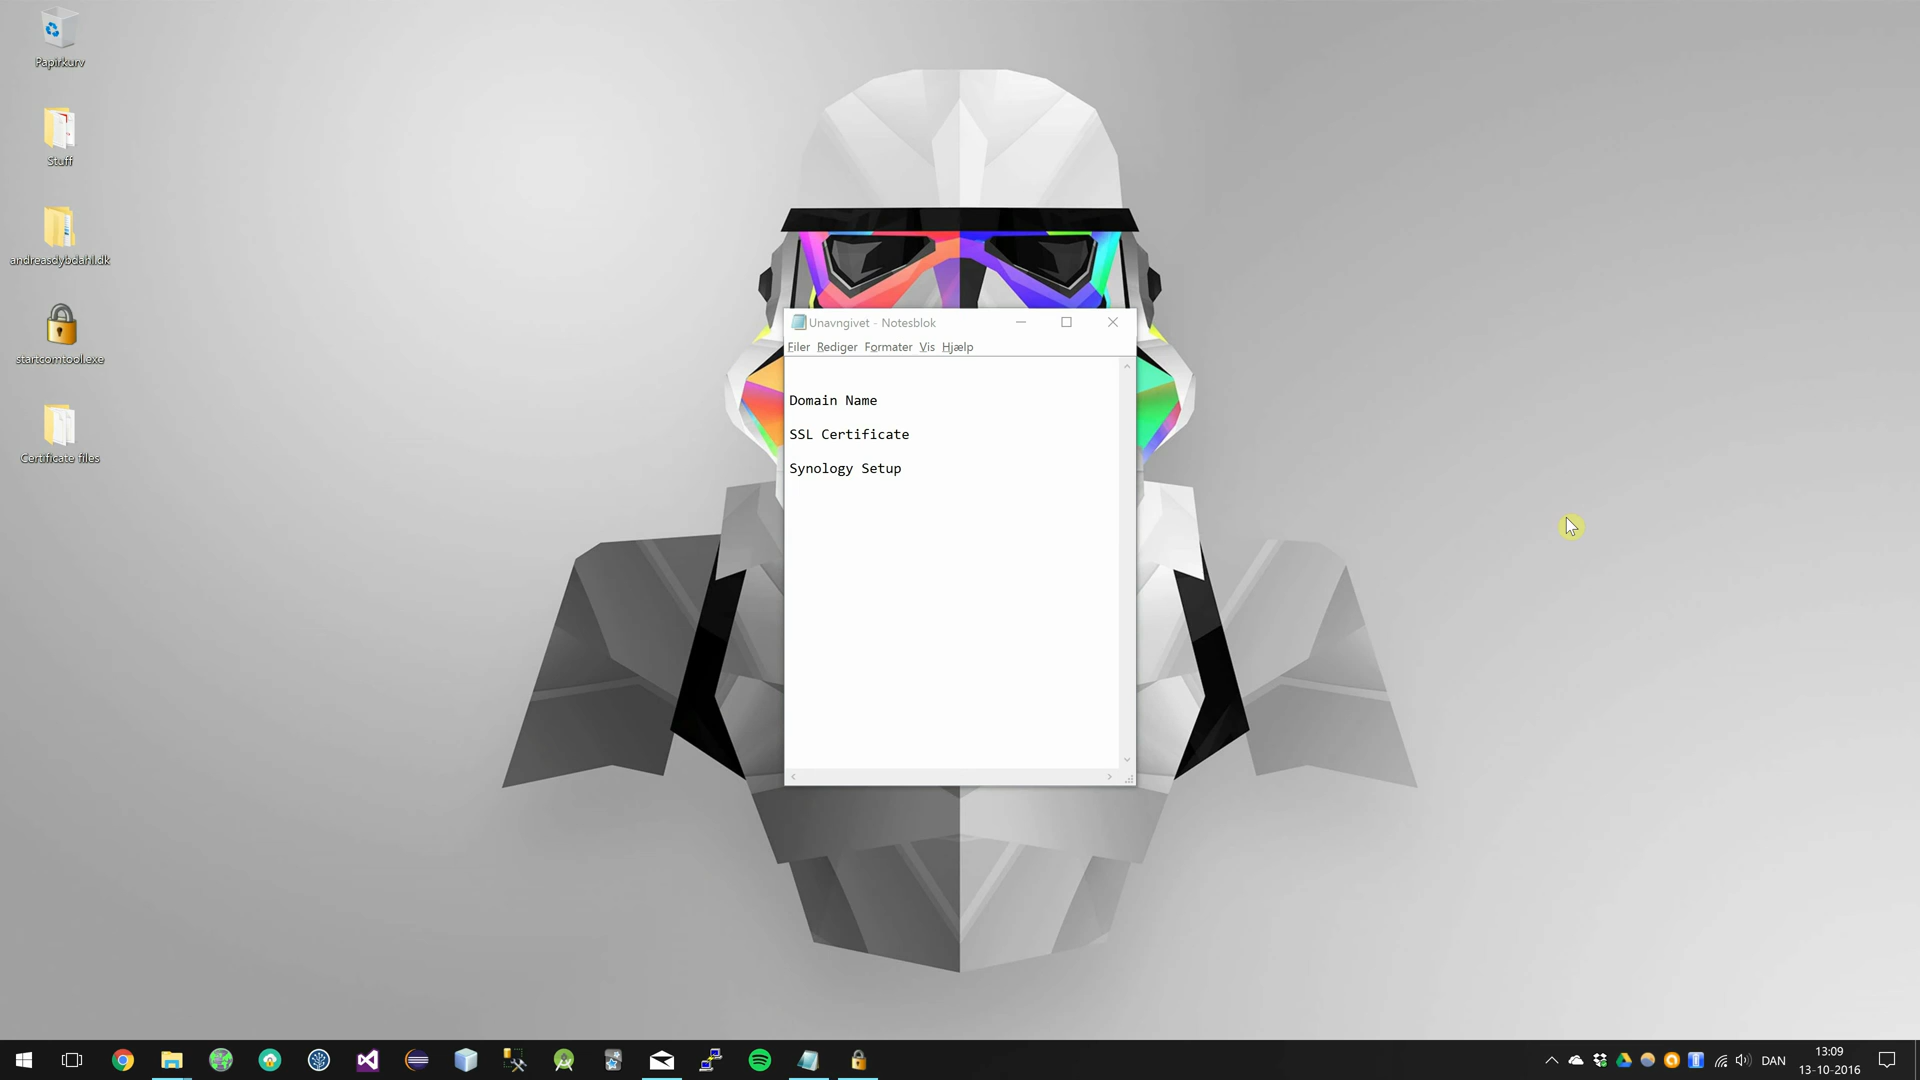 Papirkurv
Stuff
andreasdybdahl.dk
startcomtool.exe
Certificate files
Unavngivet - Notesblok
Filer Rediger Formater Vis Hjælp
Domain Name
SSL Certificate
Synology Setup
DAN
13:09
13-10-2016